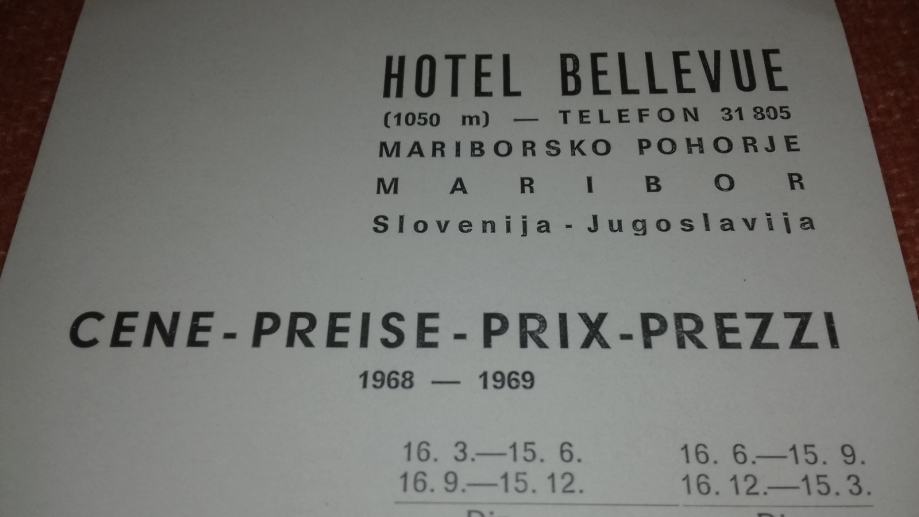 HOTEL BELLEVUE
(1050 m) — TELEFON 31 805
MARIBORSKO POHORJE
MARIBOR
Slovenija - Jugoslavija
CENE - PREISE - PRIX - PREZZI
1968 — 1969
16. 3.—15. 6. 16. 6.—15. 9.
16. 9.—15. 12. 16. 12.—15. 3.